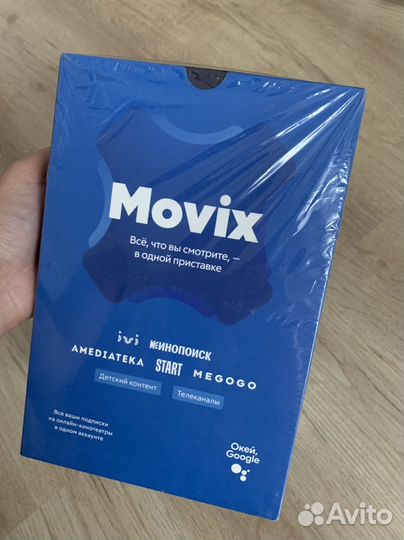 Movix
Всё, что вы смотрите, —
в одной приставке
ivi КИНОПОИСК
AMEDIATEKA START MEGOGO
Детский контент Телеканалы
Все ваши подписки
на онлайн-кинотеатры
в одном аккаунте
Окей,
Google
Avito